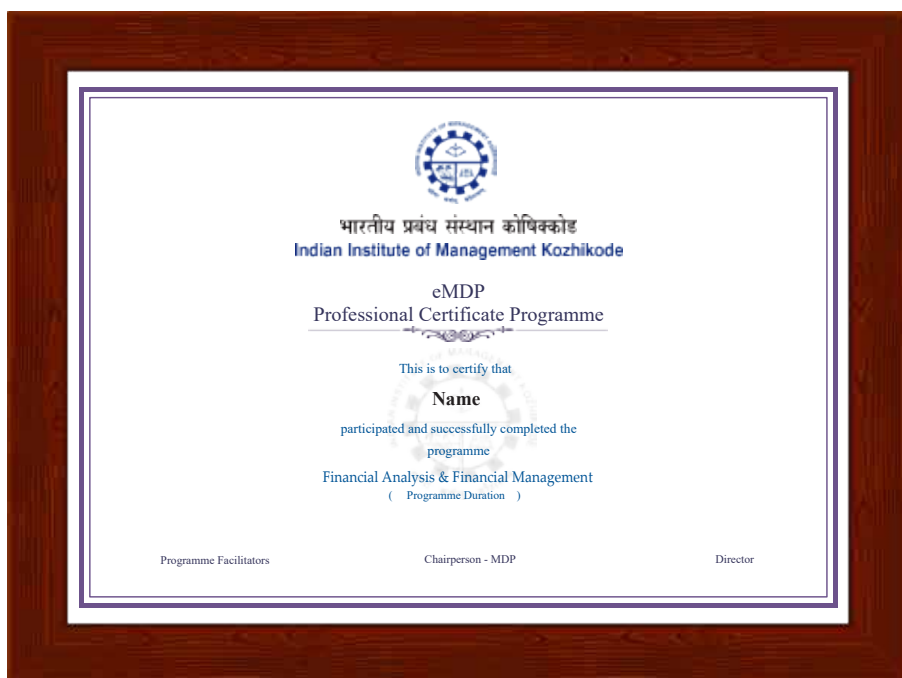 भारतीय प्रबंध संस्थान कोषिक्कोड
Indian Institute of Management Kozhikode
eMDP
Professional Certificate Programme
This is to certify that
Name
participated and successfully completed the
programme
Financial Analysis & Financial Management
( Programme Duration )
Programme Facilitators Chairperson - MDP Director